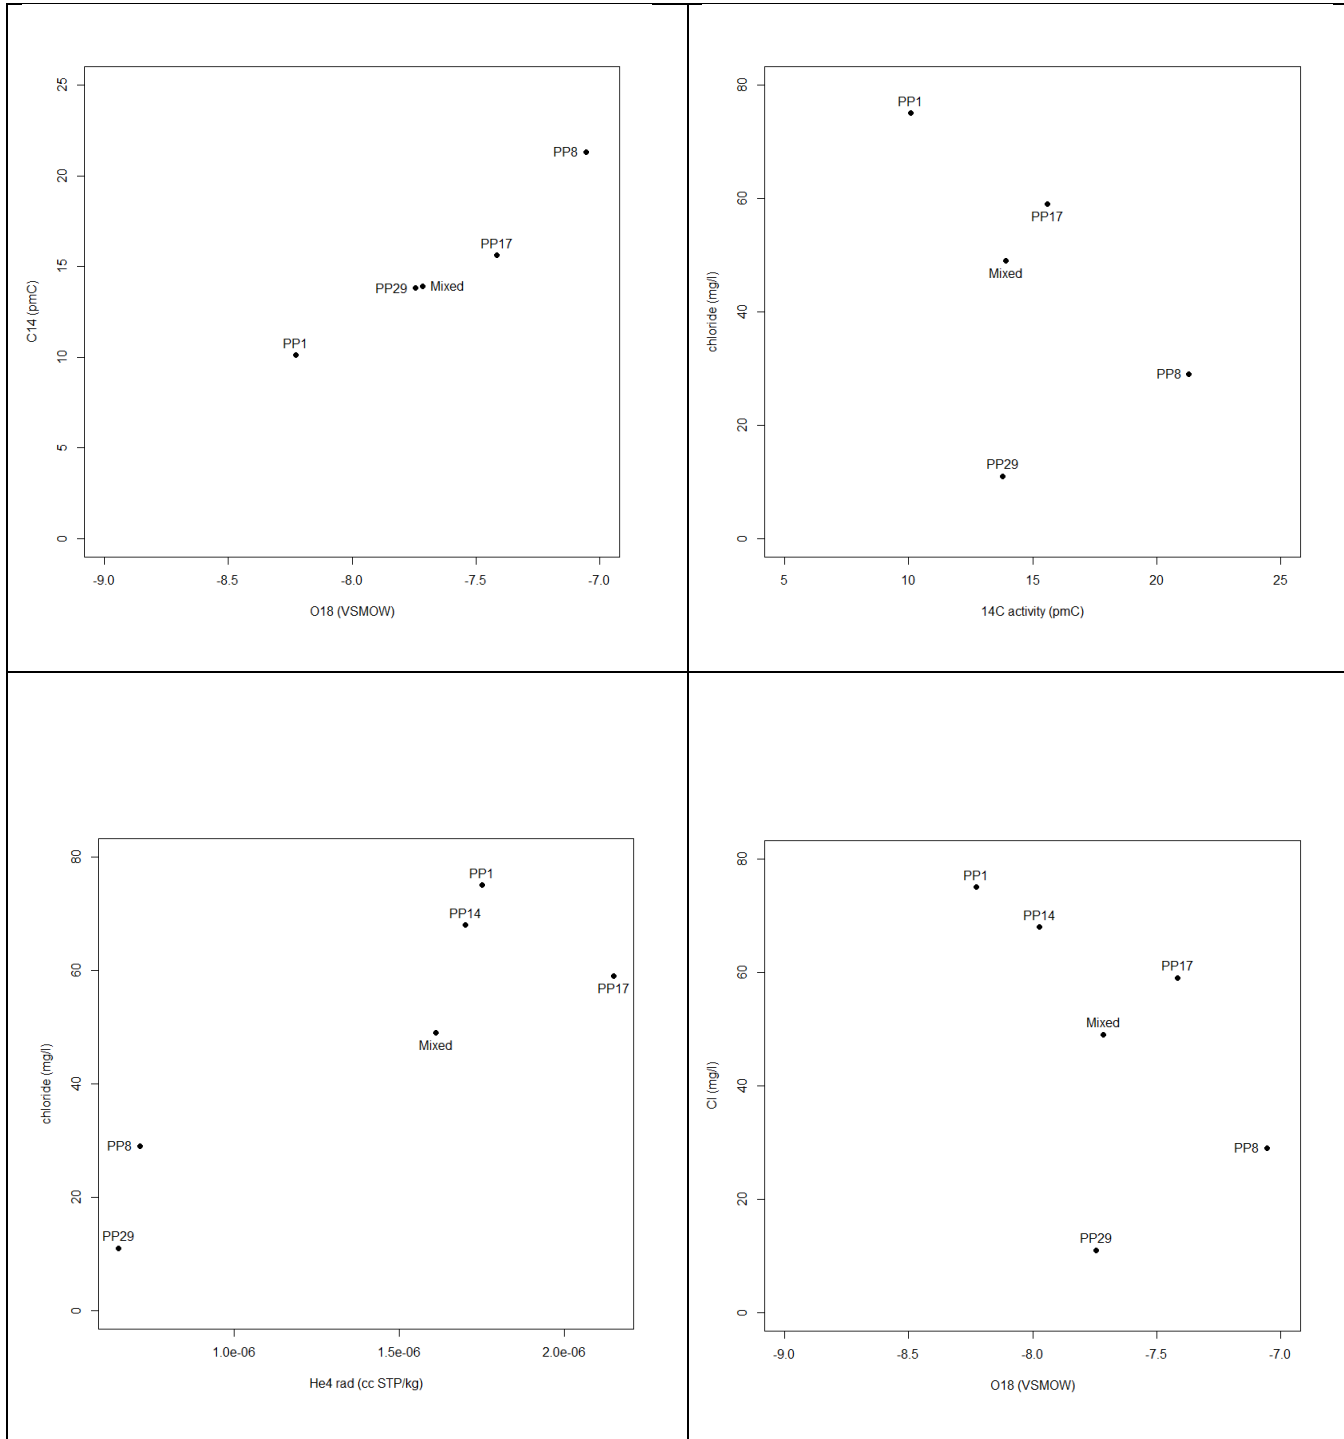 25
20
15
10
5
0
C14 (pmC)
PP8
PP17
PP29
Mixed
PP1
-9.0 -8.5 -8.0 -7.5 -7.0
O18 (VSMOW)
80
60
40
20
0
chloride (mg/l)
PP1
PP17
Mixed
PP8
PP29
5 10 15 20 25
14C activity (pmC)
80
60
40
20
0
chloride (mg/l)
PP1
PP14
PP17
Mixed
PP8
PP29
1.0e-06 1.5e-06 2.0e-06
He4 rad (cc STP/kg)
80
60
40
20
0
Cl (mg/l)
PP1
PP14
PP17
Mixed
PP8
PP29
-9.0 -8.5 -8.0 -7.5 -7.0
O18 (VSMOW)